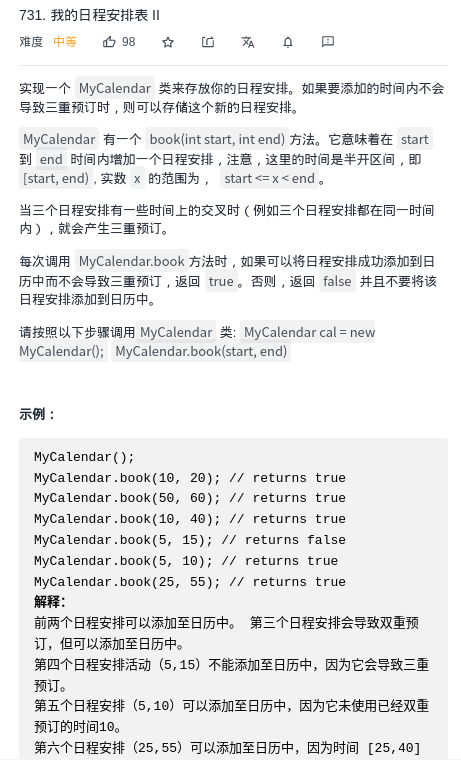 731. 我的日程安排表 II
难度 中等 98
实现一个 MyCalendar 类来存放你的日程安排。如果要添加的时间内不会
导致三重预订时，则可以存储这个新的日程安排。
MyCalendar 有一个 book(int start, int end)方法。它意味着在 start
到 end 时间内增加一个日程安排，注意，这里的时间是半开区间，即
[start, end), 实数 x 的范围为， start <= x < end。
当三个日程安排有一些时间上的交叉时（例如三个日程安排都在同一时间
内），就会产生三重预订。
每次调用 MyCalendar.book方法时，如果可以将日程安排成功添加到日
历中而不会导致三重预订，返回 true。否则，返回 false 并且不要将该
日程安排添加到日历中。
请按照以下步骤调用MyCalendar 类: MyCalendar cal = new
MyCalendar(); MyCalendar.book(start, end)
示例：
MyCalendar();
MyCalendar.book(10, 20); // returns true
MyCalendar.book(50, 60); // returns true
MyCalendar.book(10, 40); // returns true
MyCalendar.book(5, 15); // returns false
MyCalendar.book(5, 10); // returns true
MyCalendar.book(25, 55); // returns true
解释：
前两个日程安排可以添加至日历中。 第三个日程安排会导致双重预
订，但可以添加至日历中。
第四个日程安排活动（5,15）不能添加至日历中，因为它会导致三重
预订。
第五个日程安排（5,10）可以添加至日历中，因为它未使用已经双重
预订的时间10。
第六个日程安排（25,55）可以添加至日历中，因为时间 [25,40]